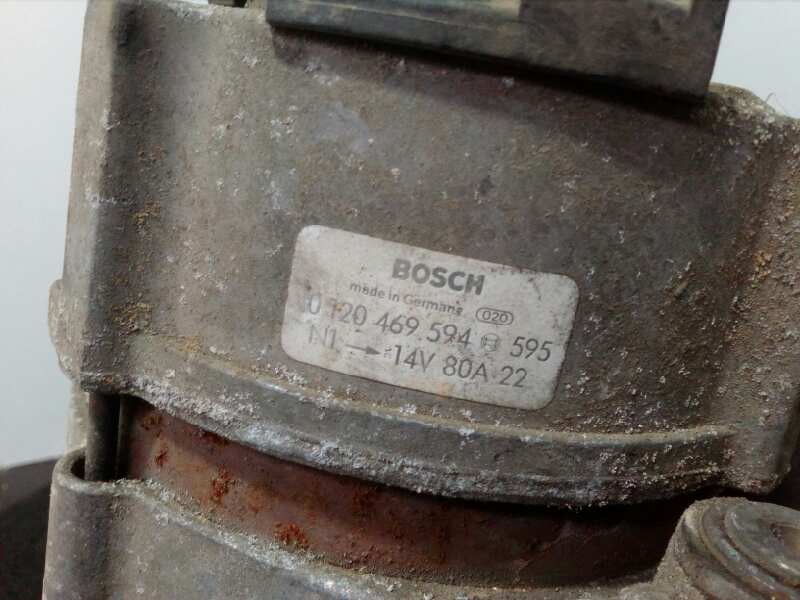 BOSCH
made in Germany 020
0 120 469 594 595
N1 → 14V 80A 22